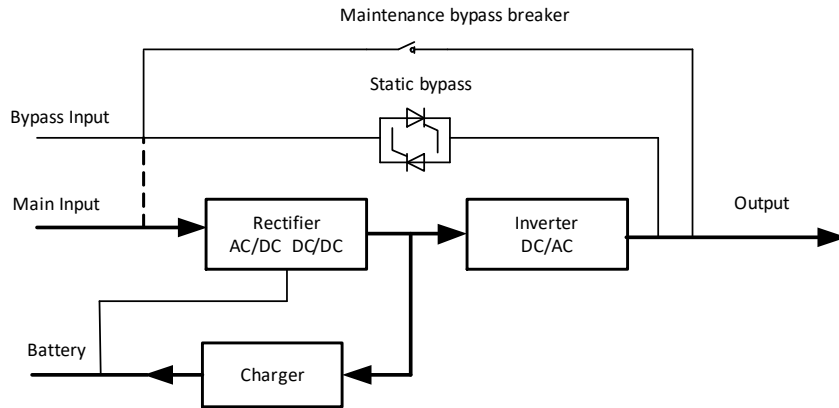 Maintenance bypass breaker
Static bypass
Bypass Input
Main Input
Rectifier
AC/DC DC/DC
Inverter
DC/AC
Output
Battery
Charger